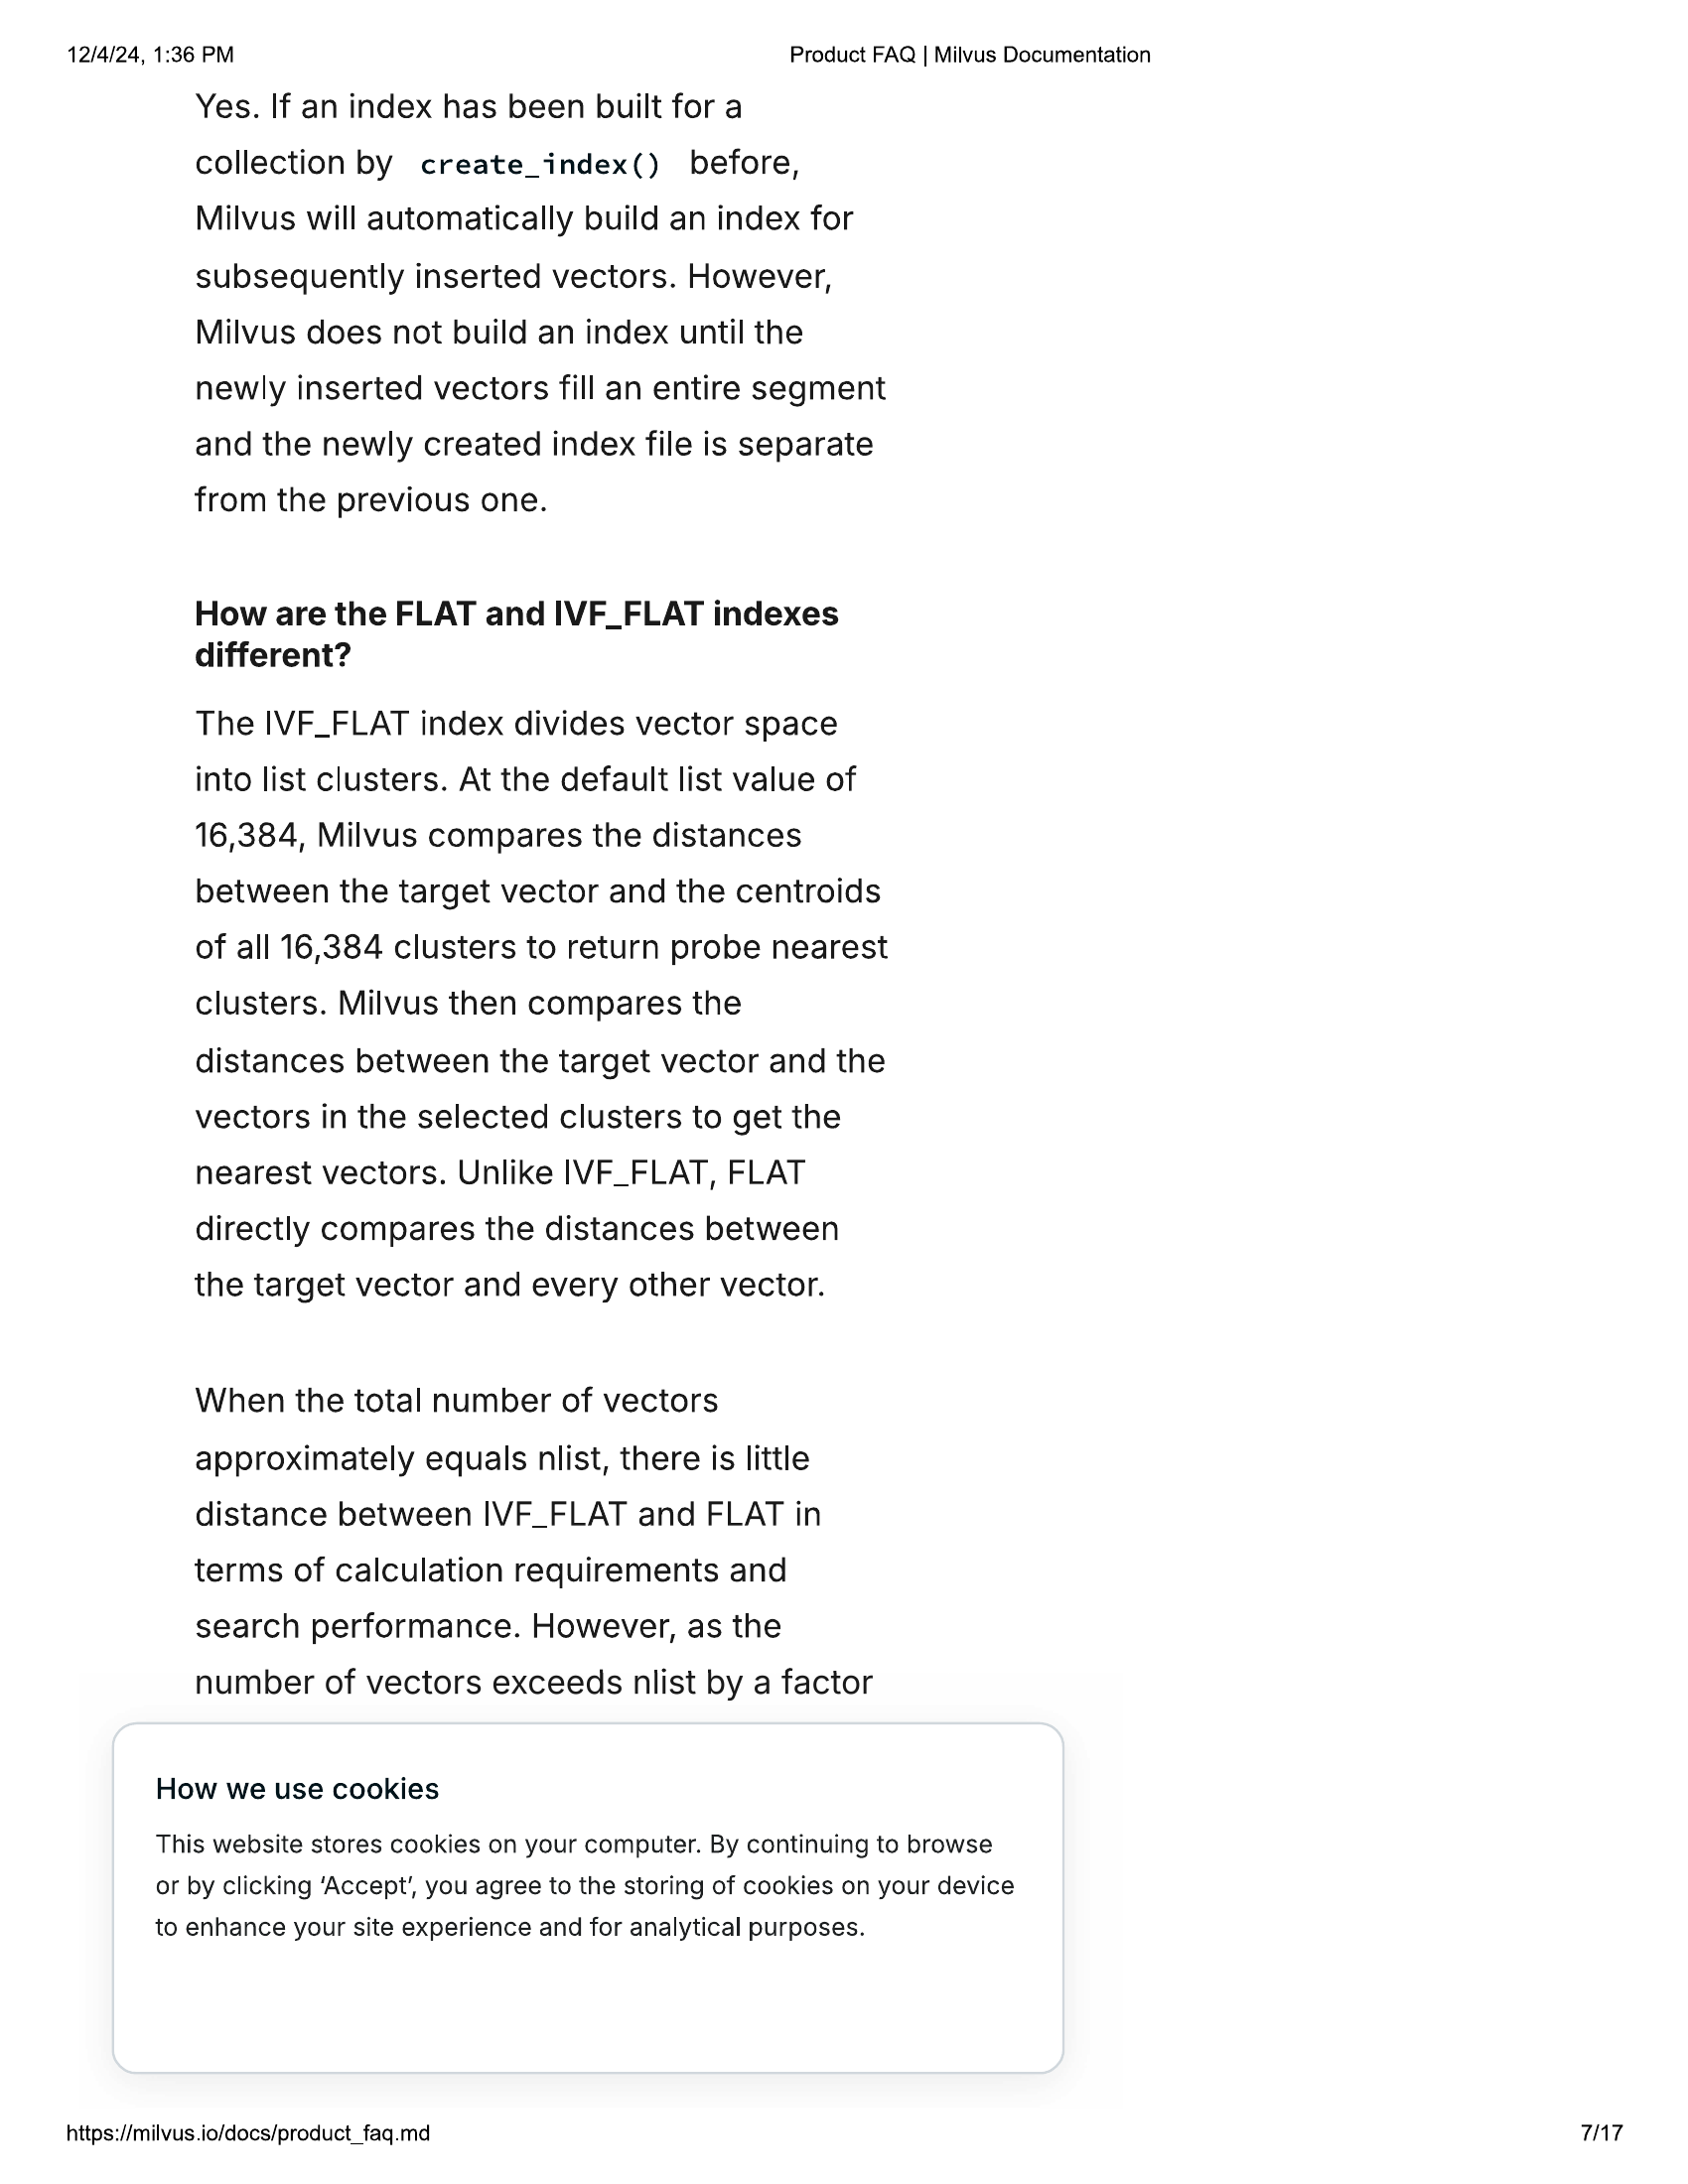 12/4/24, 1:36 PM
Product FAQ | Milvus Documentation
Yes. If an index has been built for a
collection by create_index() before,
Milvus will automatically build an index for
subsequently inserted vectors. However,
Milvus does not build an index until the
newly inserted vectors fill an entire segment
and the newly created index file is separate
from the previous one.
How are the FLAT and IVF_FLAT indexes
different?
The IVF_FLAT index divides vector space
into list clusters. At the default list value of
16,384, Milvus compares the distances
between the target vector and the centroids
of all 16,384 clusters to return probe nearest
clusters. Milvus then compares the
distances between the target vector and the
vectors in the selected clusters to get the
nearest vectors. Unlike IVF_FLAT, FLAT
directly compares the distances between
the target vector and every other vector.
When the total number of vectors
approximately equals nlist, there is little
distance between IVF_FLAT and FLAT in
terms of calculation requirements and
search performance. However, as the
number of vectors exceeds nlist by a factor
How we use cookies
This website stores cookies on your computer. By continuing to browse
or by clicking ‘Accept’, you agree to the storing of cookies on your device
to enhance your site experience and for analytical purposes.
https://milvus.io/docs/product_faq.md
7/17